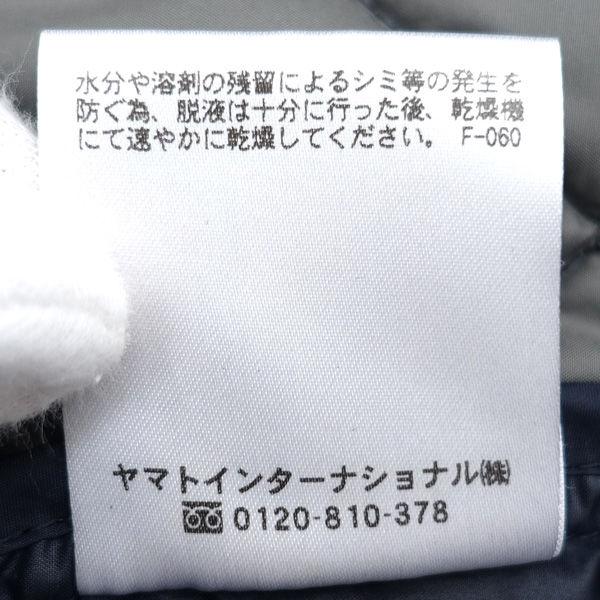 水分や溶剤の残留によるシミ等の発生を
防ぐ為、脱液は十分に行った後、乾燥機
にて速やかに乾燥してください。 F-060
ヤマトインターナショナル㈱
0120-810-378